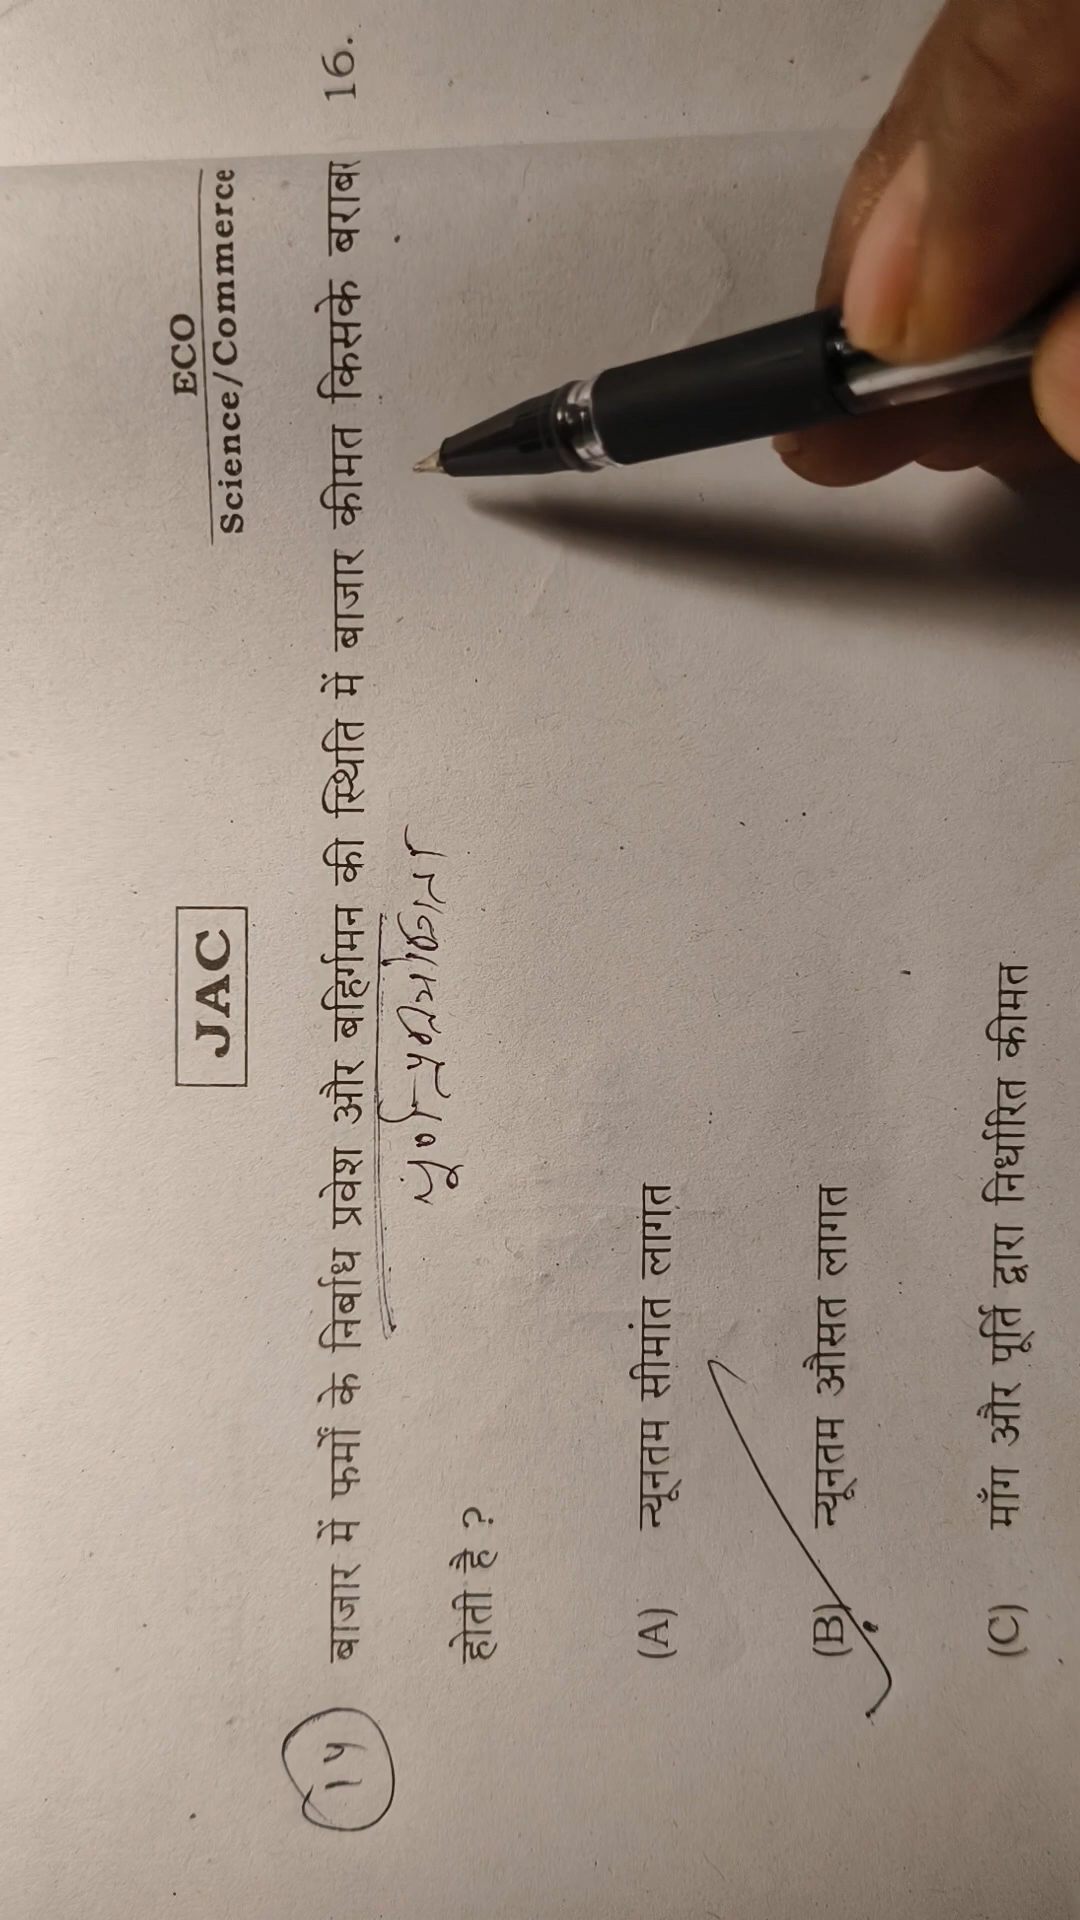 JAC
ECO
Science/Commerce
14 बाजार में फर्मों के निर्बाध प्रवेश और बहिर्गमन की स्थिति में बाजार कीमत किसके बराबर
पूर्ण प्रतियोगिता
होती है ?
(A) न्यूनतम सीमांत लागत
(B) न्यूनतम औसत लागत
(C) माँग और पूर्ति द्वारा निर्धारित कीमत
16.